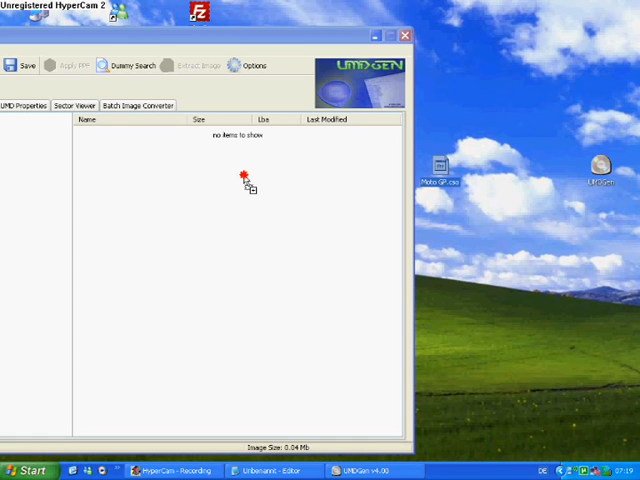 Unregistered HyperCam 2
Save
Apply PPF
Dummy Search
Extract Image
Options
UMDGEN
UMD Properties
Sector Viewer
Batch Image Converter
Name
Size
Lba
Last Modified
no items to show
Moto GP.cso
UMDGen
Image Size: 0.04 Mb
Start
HyperCam - Recording
Unbenannt - Editor
UMDGen v4.00
DE
07:19